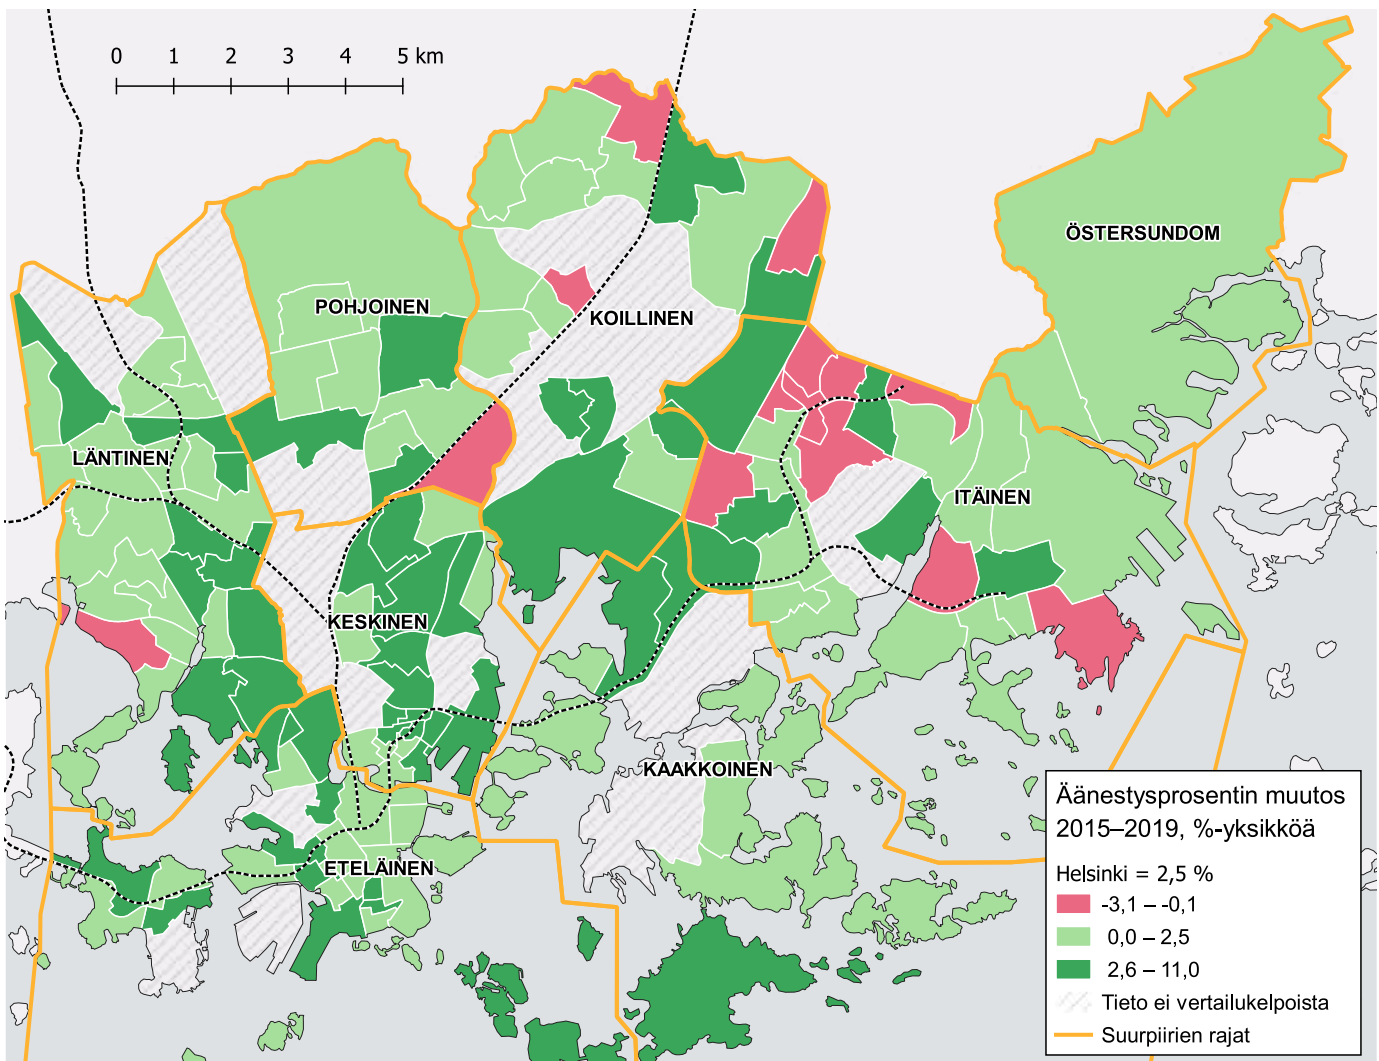 0 1 2 3 4 5 km
ÖSTERSUNDOM
POHJOINEN
KOILLINEN
LÄNTINEN
ITÄINEN
KESKINEN
KAAKKOINEN
ETELÄINEN
Äänestysprosentin muutos
2015–2019, %-yksikköä
Helsinki = 2,5 %
-3,1 – -0,1
0,0 – 2,5
2,6 – 11,0
Tieto ei vertailukelpoista
Suurpiirien rajat